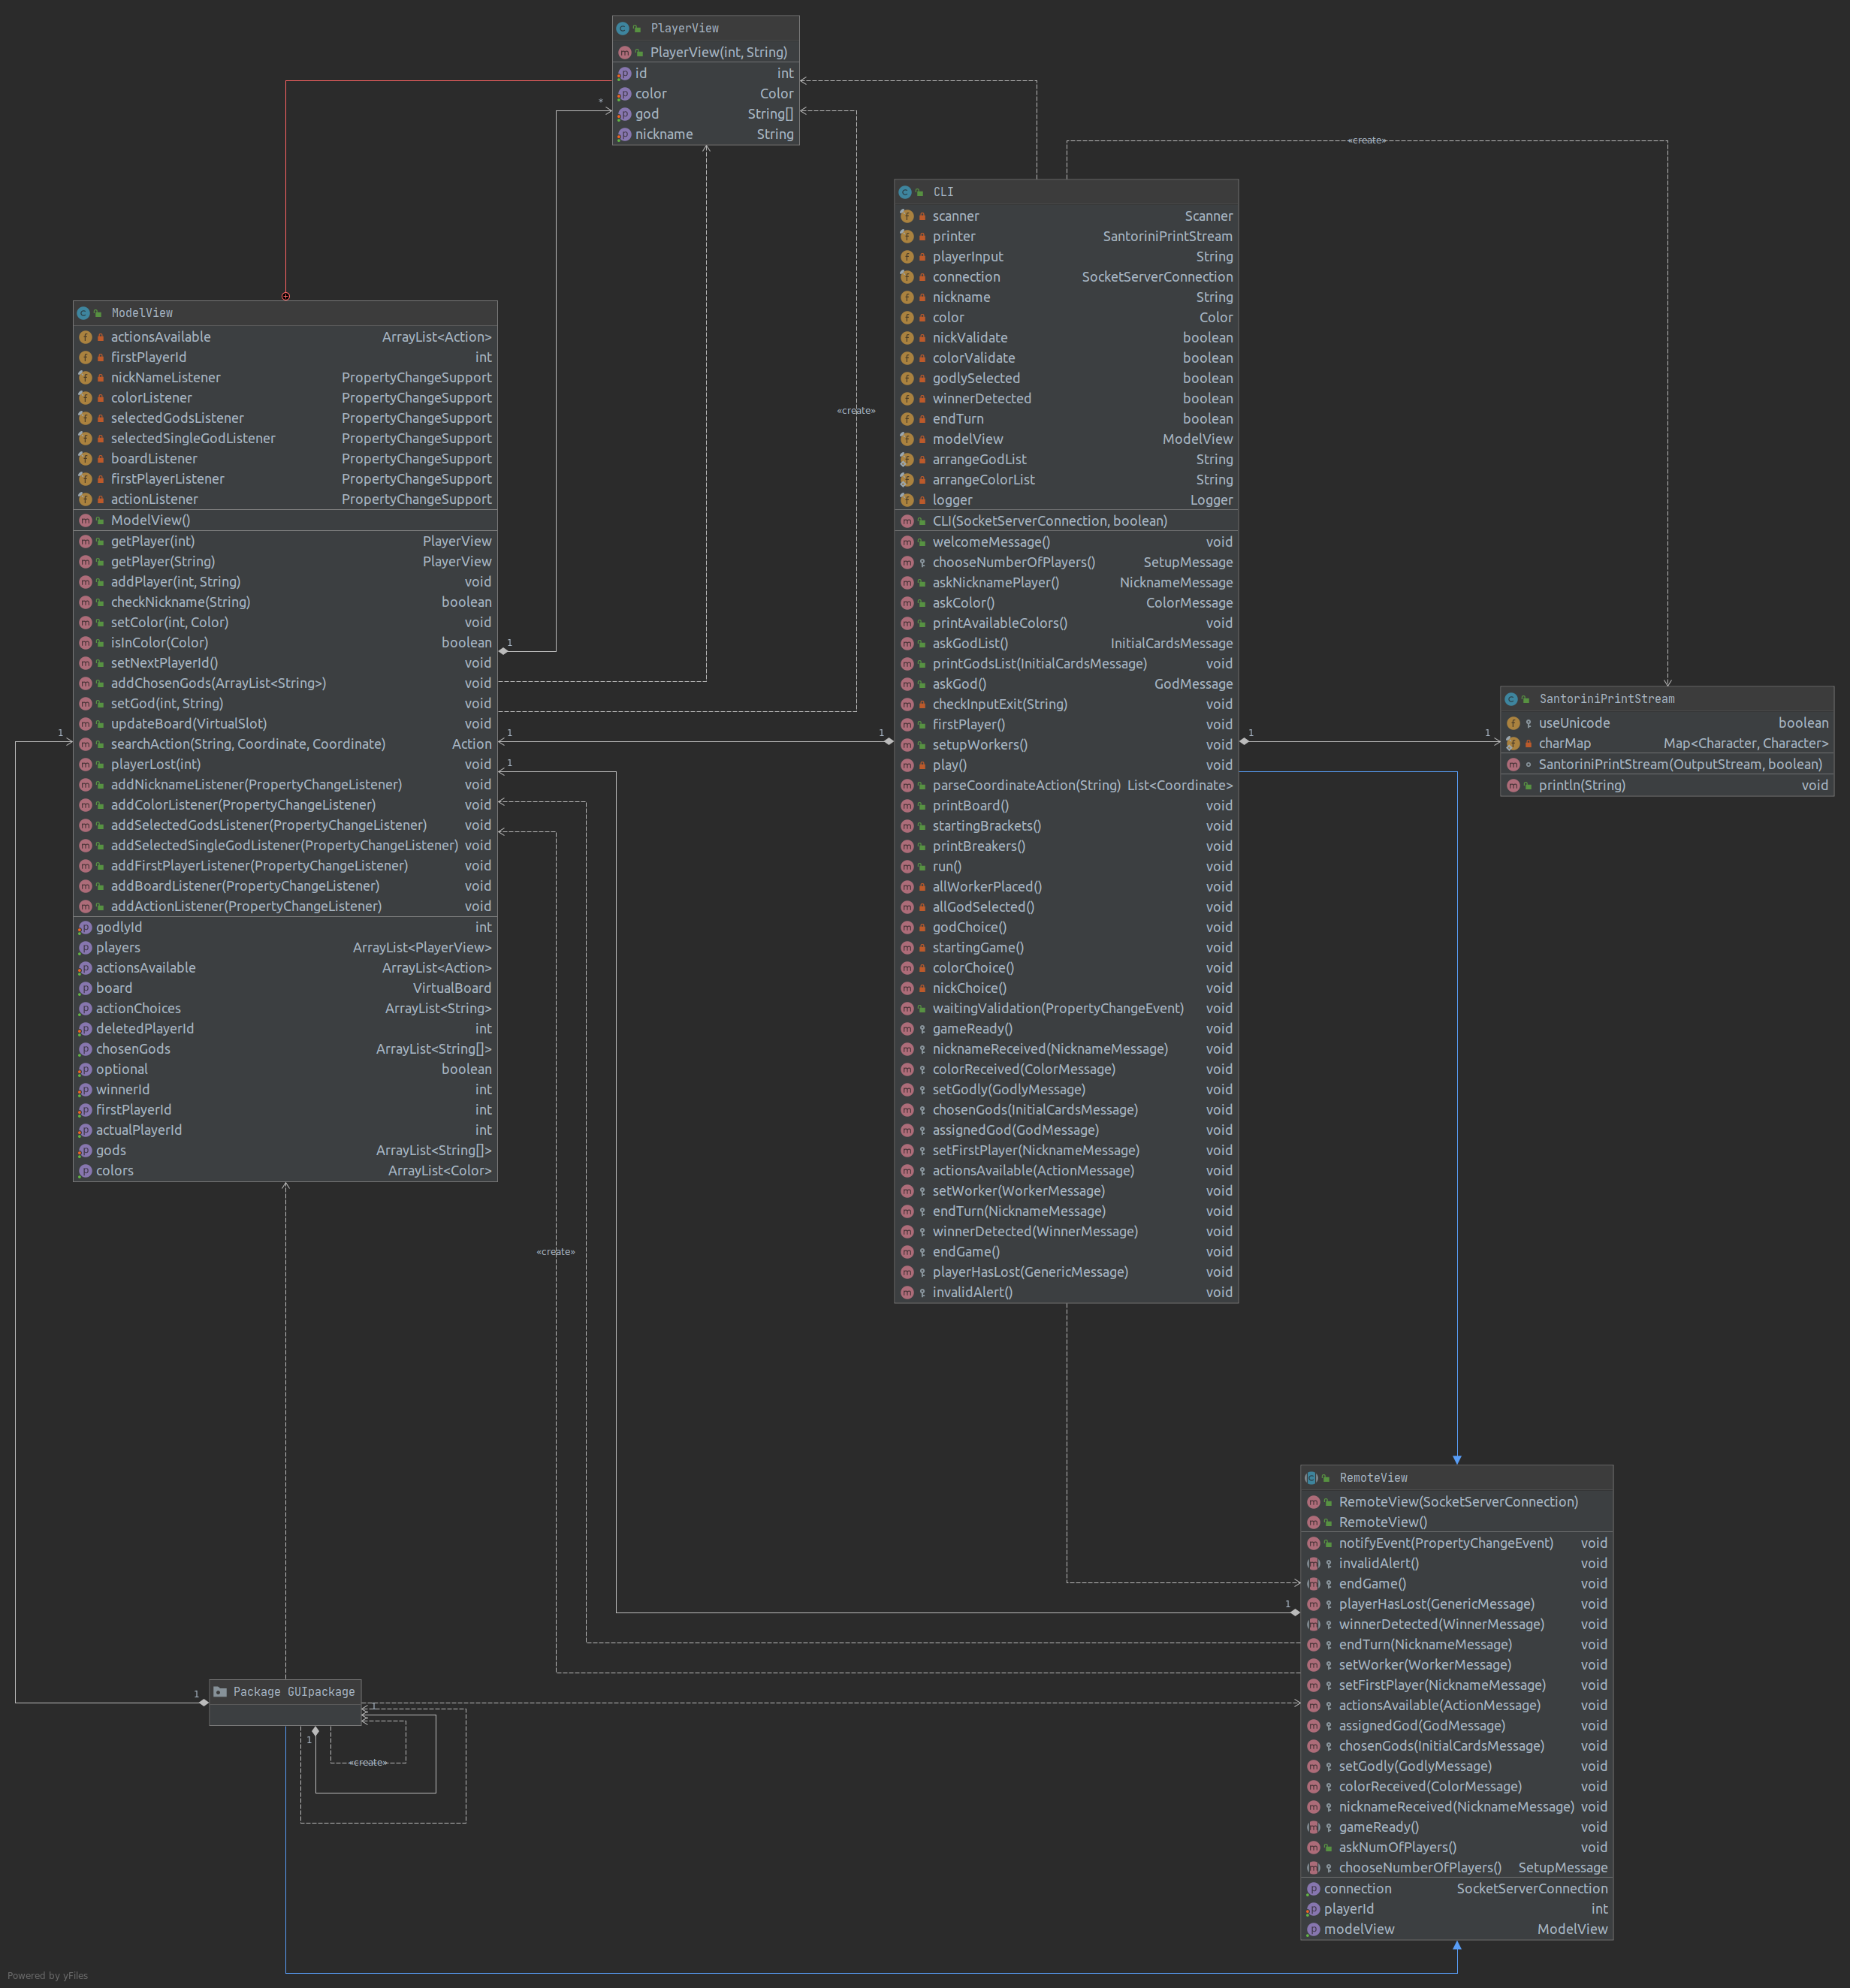 PlayerView
PlayerView(int, String)
id int
color Color
god String[]
nickname String
*
«create»
«create»
CLI
scanner Scanner
printer SantoriniPrintStream
playerInput String
connection SocketServerConnection
nickname String
color Color
nickValidate boolean
colorValidate boolean
godlySelected boolean
winnerDetected boolean
endTurn boolean
modelView ModelView
arrangeGodList String
arrangeColorList String
logger Logger
CLI(SocketServerConnection, boolean)
welcomeMessage() void
chooseNumberOfPlayers() SetupMessage
askNicknamePlayer() NicknameMessage
askColor() ColorMessage
printAvailableColors() void
askGodList() InitialCardsMessage
printGodsList(InitialCardsMessage) void
askGod() GodMessage
checkInputExit(String) void
firstPlayer() void
setupWorkers() void
play() void
parseCoordinateAction(String) List<Coordinate>
printBoard() void
startingBrackets() void
printBreakers() void
run() void
allWorkerPlaced() void
allGodSelected() void
godChoice() void
startingGame() void
colorChoice() void
nickChoice() void
waitingValidation(PropertyChangeEvent) void
gameReady() void
nicknameReceived(NicknameMessage) void
colorReceived(ColorMessage) void
setGodly(GodlyMessage) void
chosenGods(InitialCardsMessage) void
assignedGod(GodMessage) void
setFirstPlayer(NicknameMessage) void
actionsAvailable(ActionMessage) void
setWorker(WorkerMessage) void
endTurn(NicknameMessage) void
winnerDetected(WinnerMessage) void
endGame() void
playerHasLost(GenericMessage) void
invalidAlert() void
ModelView
actionsAvailable ArrayList<Action>
firstPlayerId int
nickNameListener PropertyChangeSupport
colorListener PropertyChangeSupport
selectedGodsListener PropertyChangeSupport
selectedSingleGodListener PropertyChangeSupport
boardListener PropertyChangeSupport
firstPlayerListener PropertyChangeSupport
actionListener PropertyChangeSupport
ModelView()
getPlayer(int) PlayerView
getPlayer(String) PlayerView
addPlayer(int, String) void
checkNickname(String) boolean
setColor(int, Color) void
isInColor(Color) boolean
setNextPlayerId() void
addChosenGods(ArrayList<String>) void
setGod(int, String) void
updateBoard(VirtualSlot) void
searchAction(String, Coordinate, Coordinate) Action
playerLost(int) void
addNicknameListener(PropertyChangeListener) void
addColorListener(PropertyChangeListener) void
addSelectedGodsListener(PropertyChangeListener) void
addSelectedSingleGodListener(PropertyChangeListener) void
addFirstPlayerListener(PropertyChangeListener) void
addBoardListener(PropertyChangeListener) void
addActionListener(PropertyChangeListener) void
godlyId int
players ArrayList<PlayerView>
actionsAvailable ArrayList<Action>
board VirtualBoard
actionChoices ArrayList<String>
deletedPlayerId int
chosenGods ArrayList<String[]>
optional boolean
winnerId int
firstPlayerId int
actualPlayerId int
gods ArrayList<String[]>
colors ArrayList<Color>
1
1
1
1
1
1
1
SantoriniPrintStream
useUnicode boolean
charMap Map<Character, Character>
SantoriniPrintStream(OutputStream, boolean)
println(String) void
«create»
RemoteView
RemoteView(SocketServerConnection)
RemoteView()
notifyEvent(PropertyChangeEvent) void
invalidAlert() void
endGame() void
playerHasLost(GenericMessage) void
winnerDetected(WinnerMessage) void
endTurn(NicknameMessage) void
setWorker(WorkerMessage) void
setFirstPlayer(NicknameMessage) void
actionsAvailable(ActionMessage) void
assignedGod(GodMessage) void
chosenGods(InitialCardsMessage) void
setGodly(GodlyMessage) void
colorReceived(ColorMessage) void
nicknameReceived(NicknameMessage) void
gameReady() void
askNumOfPlayers() void
chooseNumberOfPlayers() SetupMessage
connection SocketServerConnection
playerId int
modelView ModelView
1
1
Package GUIpackage
1
1
«create»
Powered by yFiles